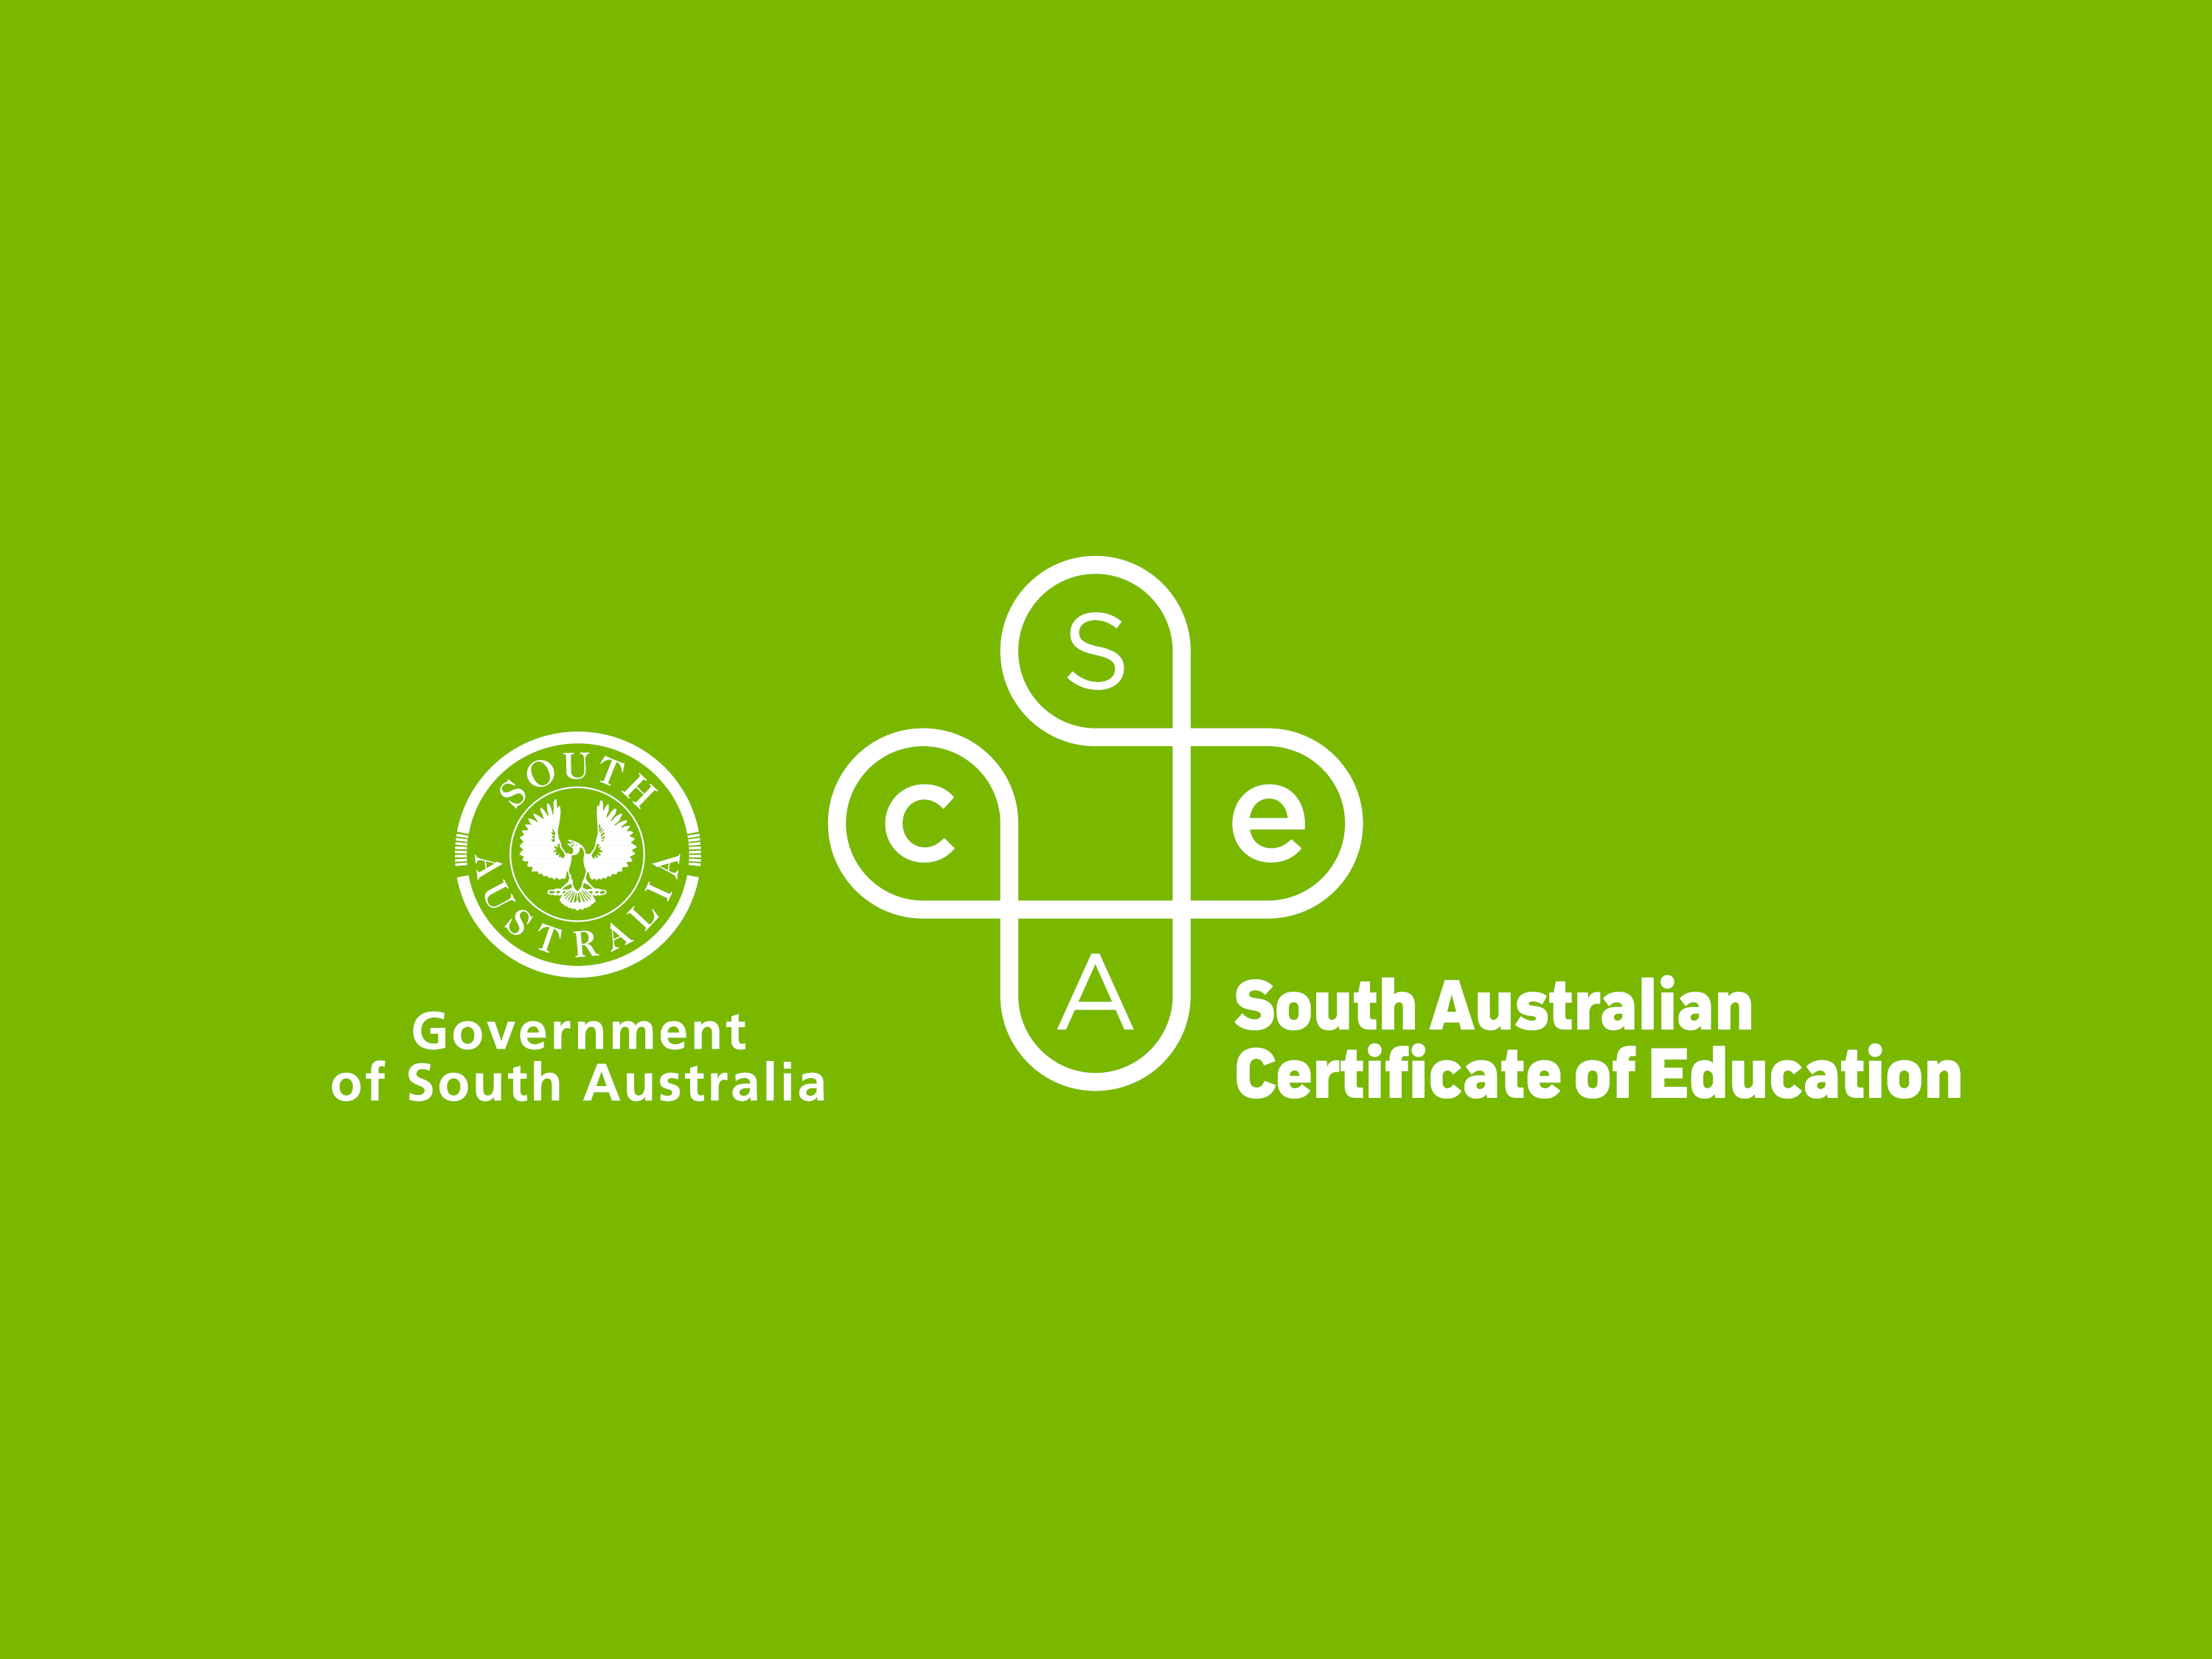 SOUTH
AUSTRALIA
Government
of South Australia
S
c e
A
South Australian
Certificate of Education